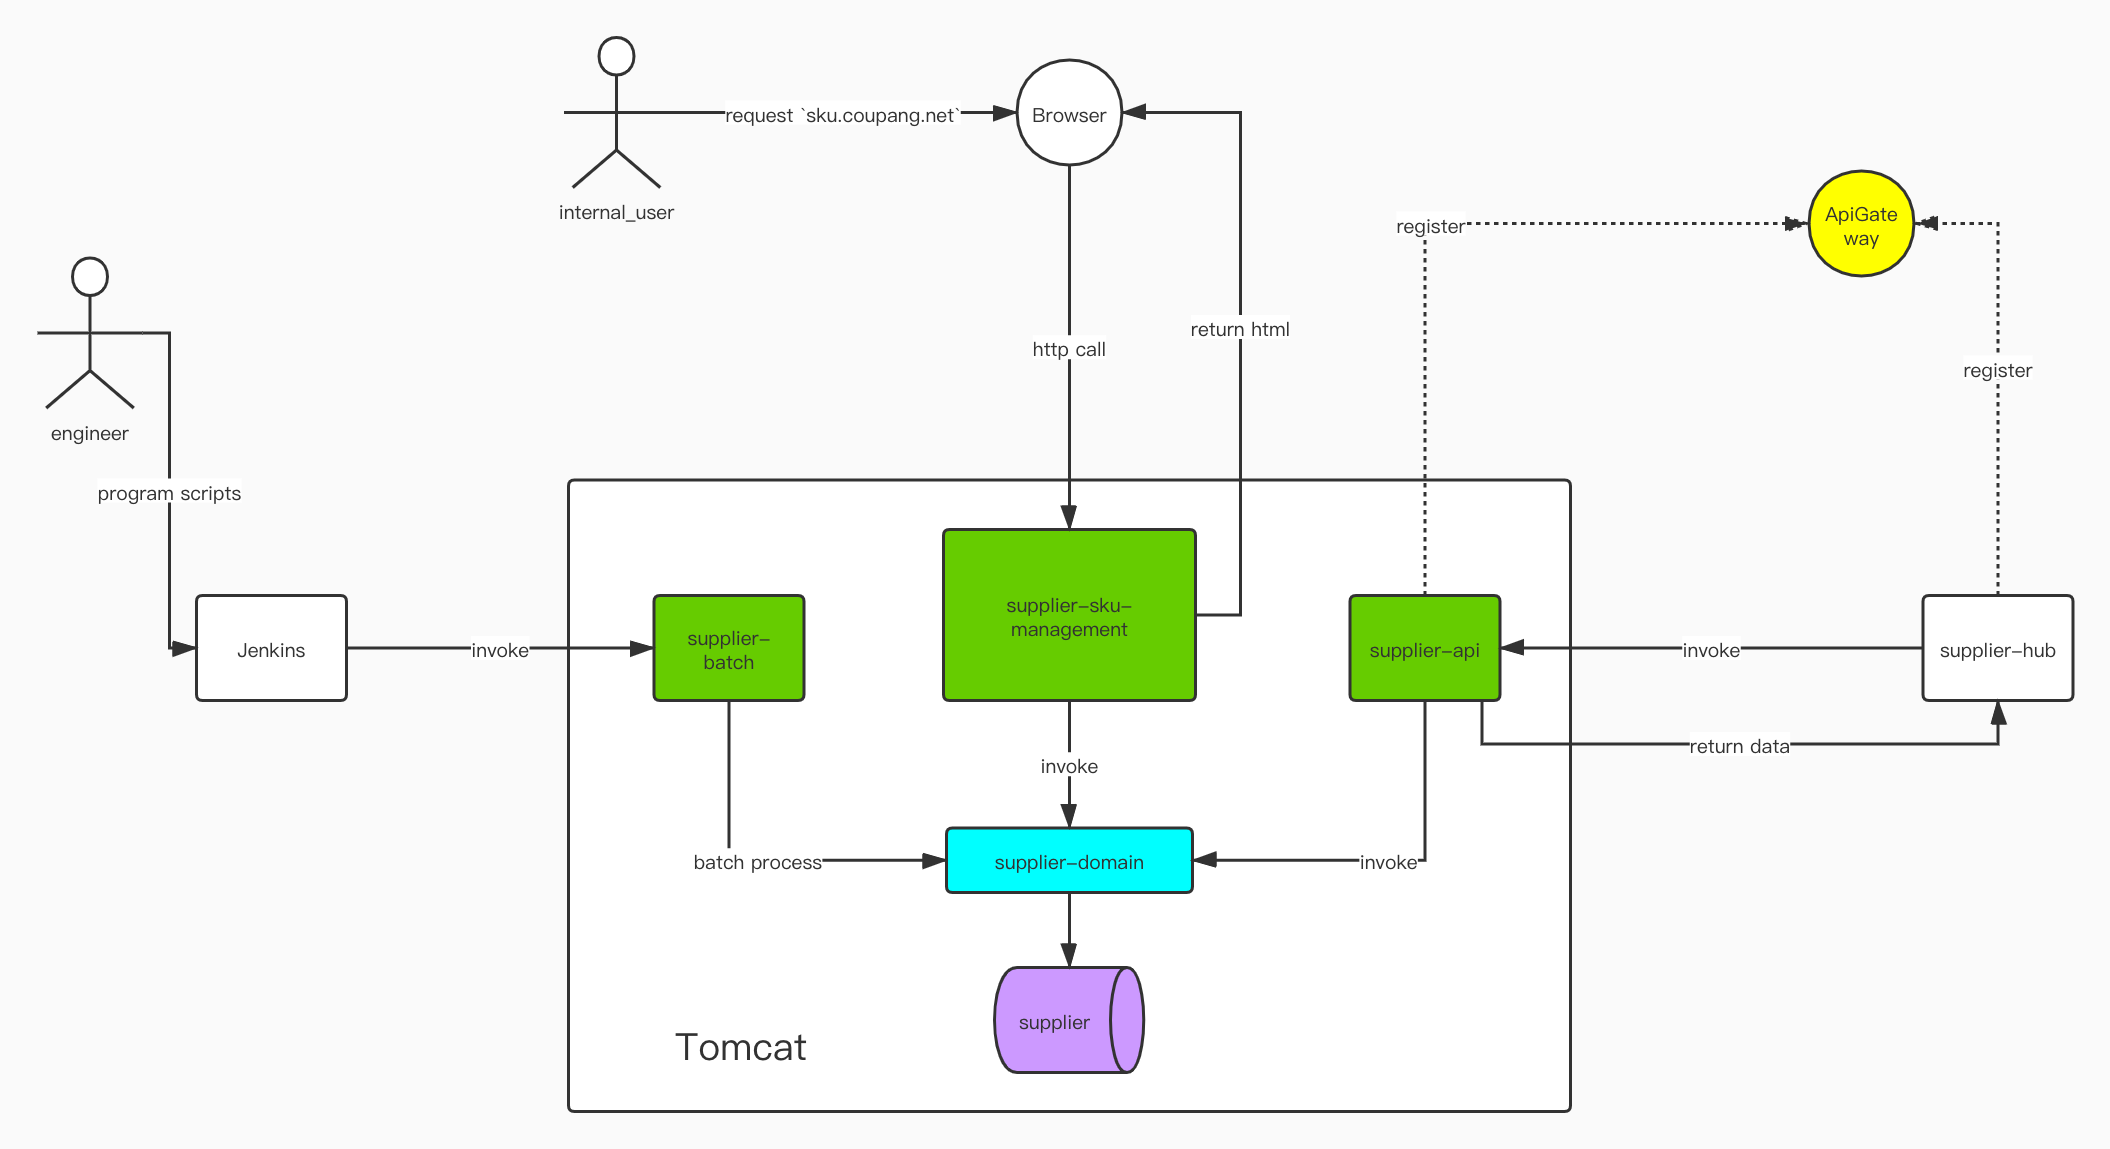 request `sku.coupang.net`
Browser
internal_user
ApiGate
way
register
return html
http call
register
engineer
program scripts
supplier-sku-
management
supplier-
batch
Jenkins
invoke
supplier-api
invoke
supplier-hub
return data
invoke
batch process
supplier-domain
invoke
supplier
Tomcat